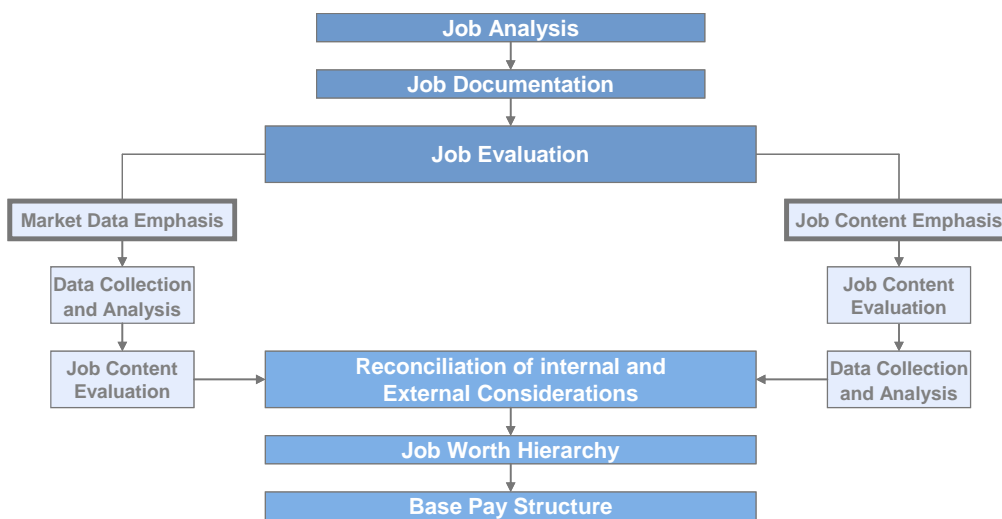 Job Analysis
Job Documentation
Job Evaluation
Market Data Emphasis
Job Content Emphasis
Data Collection
and Analysis
Job Content
Evaluation
Job Content
Evaluation
Reconciliation of internal and
External Considerations
Data Collection
and Analysis
Job Worth Hierarchy
Base Pay Structure